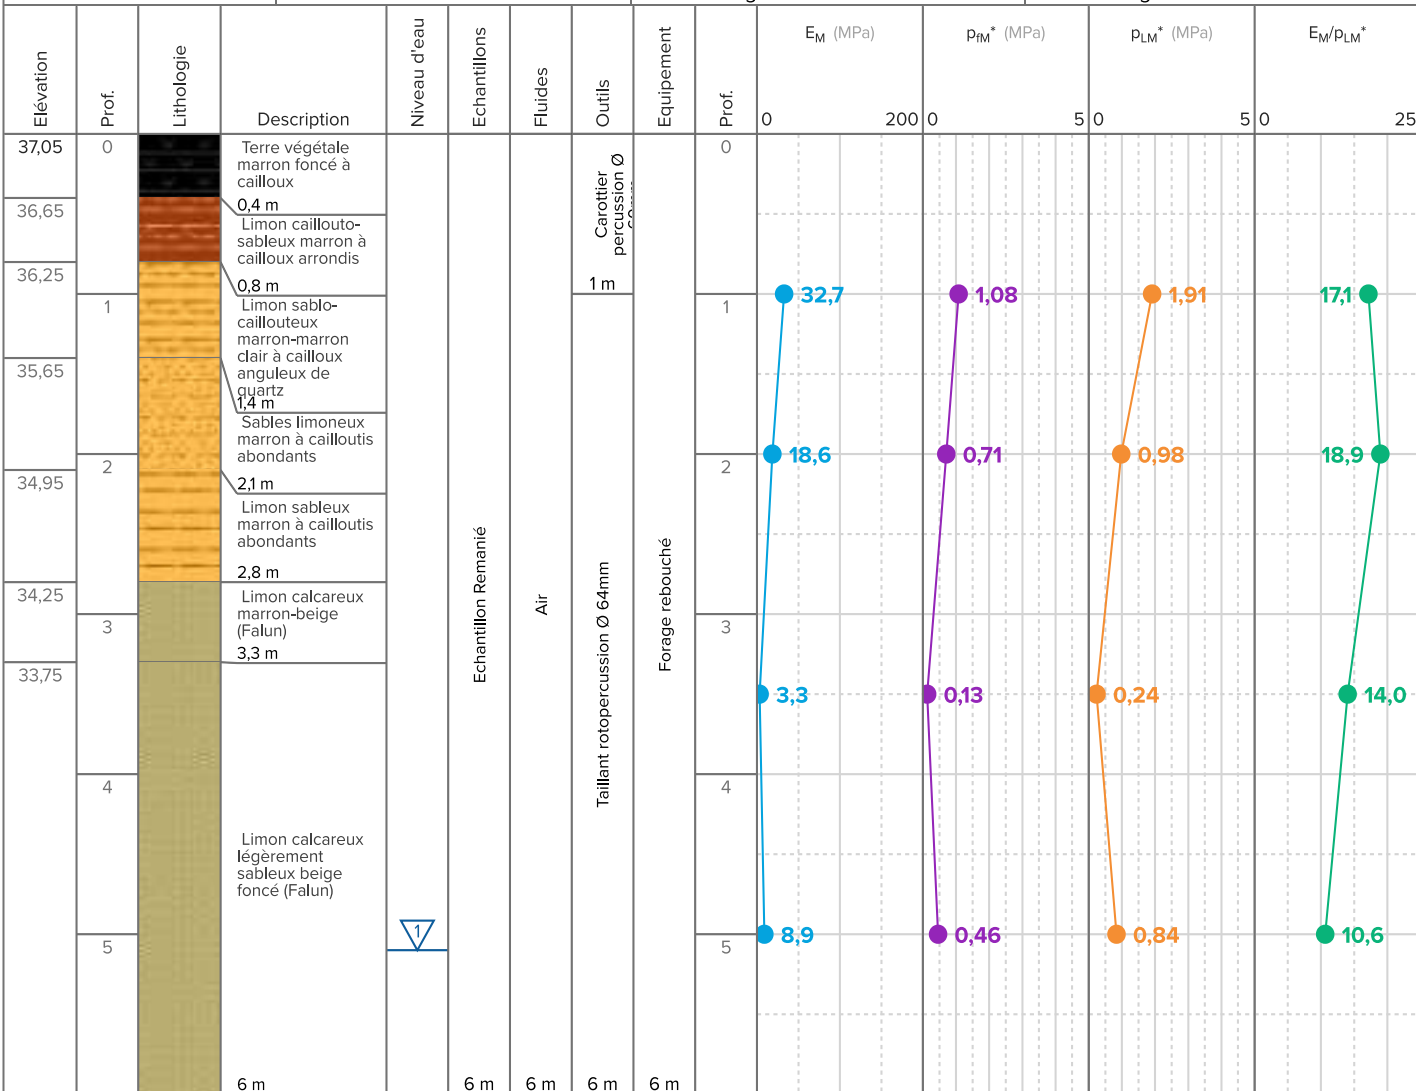 Elévation
Prof.
Lithologie
Description
Niveau d'eau
Echantillons
Fluides
Outils
Equipement
Prof.
E_M (MPa)
p_fM* (MPa)
p_LM* (MPa)
E_M/p_LM*
0 200
0 5
0 5
0 25
37,05
36,65
36,25
35,65
34,95
34,25
33,75
0
1
2
3
4
5
Terre végétale
marron foncé à
cailloux
0,4 m
Limon caillouto-
sableux marron à
cailloux arrondis
0,8 m
Limon sablo-
caillouteux
marron-marron
clair à cailloux
anguleux de
quartz
1,4 m
Sables limoneux
marron à cailloutis
abondants
2,1 m
Limon sableux
marron à cailloutis
abondants
2,8 m
Limon calcareux
marron-beige
(Falun)
3,3 m
Limon calcareux
légèrement
sableux beige
foncé (Falun)
6 m
1
Echantillon Remanié
6 m
Air
6 m
Carottier
percussion Ø
1 m
Taillant rotopercussion Ø 64mm
6 m
Forage rebouché
6 m
0
1
2
3
4
5
32,7
18,6
3,3
8,9
1,08
0,71
0,13
0,46
1,91
0,98
0,24
0,84
17,1
18,9
14,0
10,6